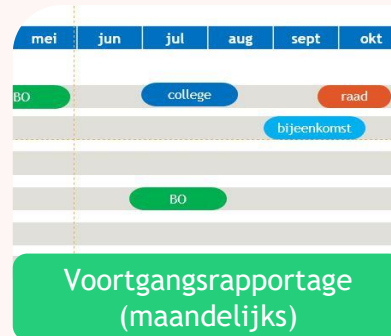 mei jun jul aug sept okt
BO college raad
bijeenkomst
BO
Voortgangsrapportage
(maandelijks)